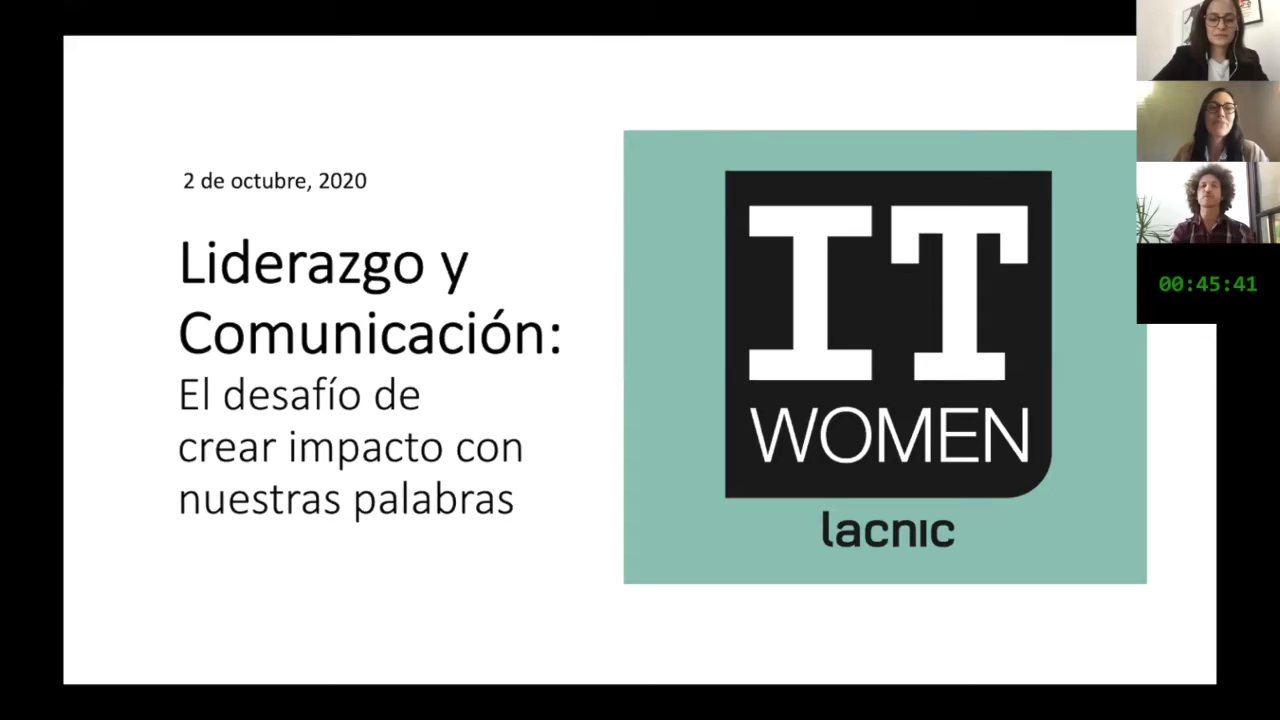 2 de octubre, 2020
Liderazgo y
Comunicación:
El desafío de
crear impacto con
nuestras palabras
IT
WOMEN
lacnic
00:45:41